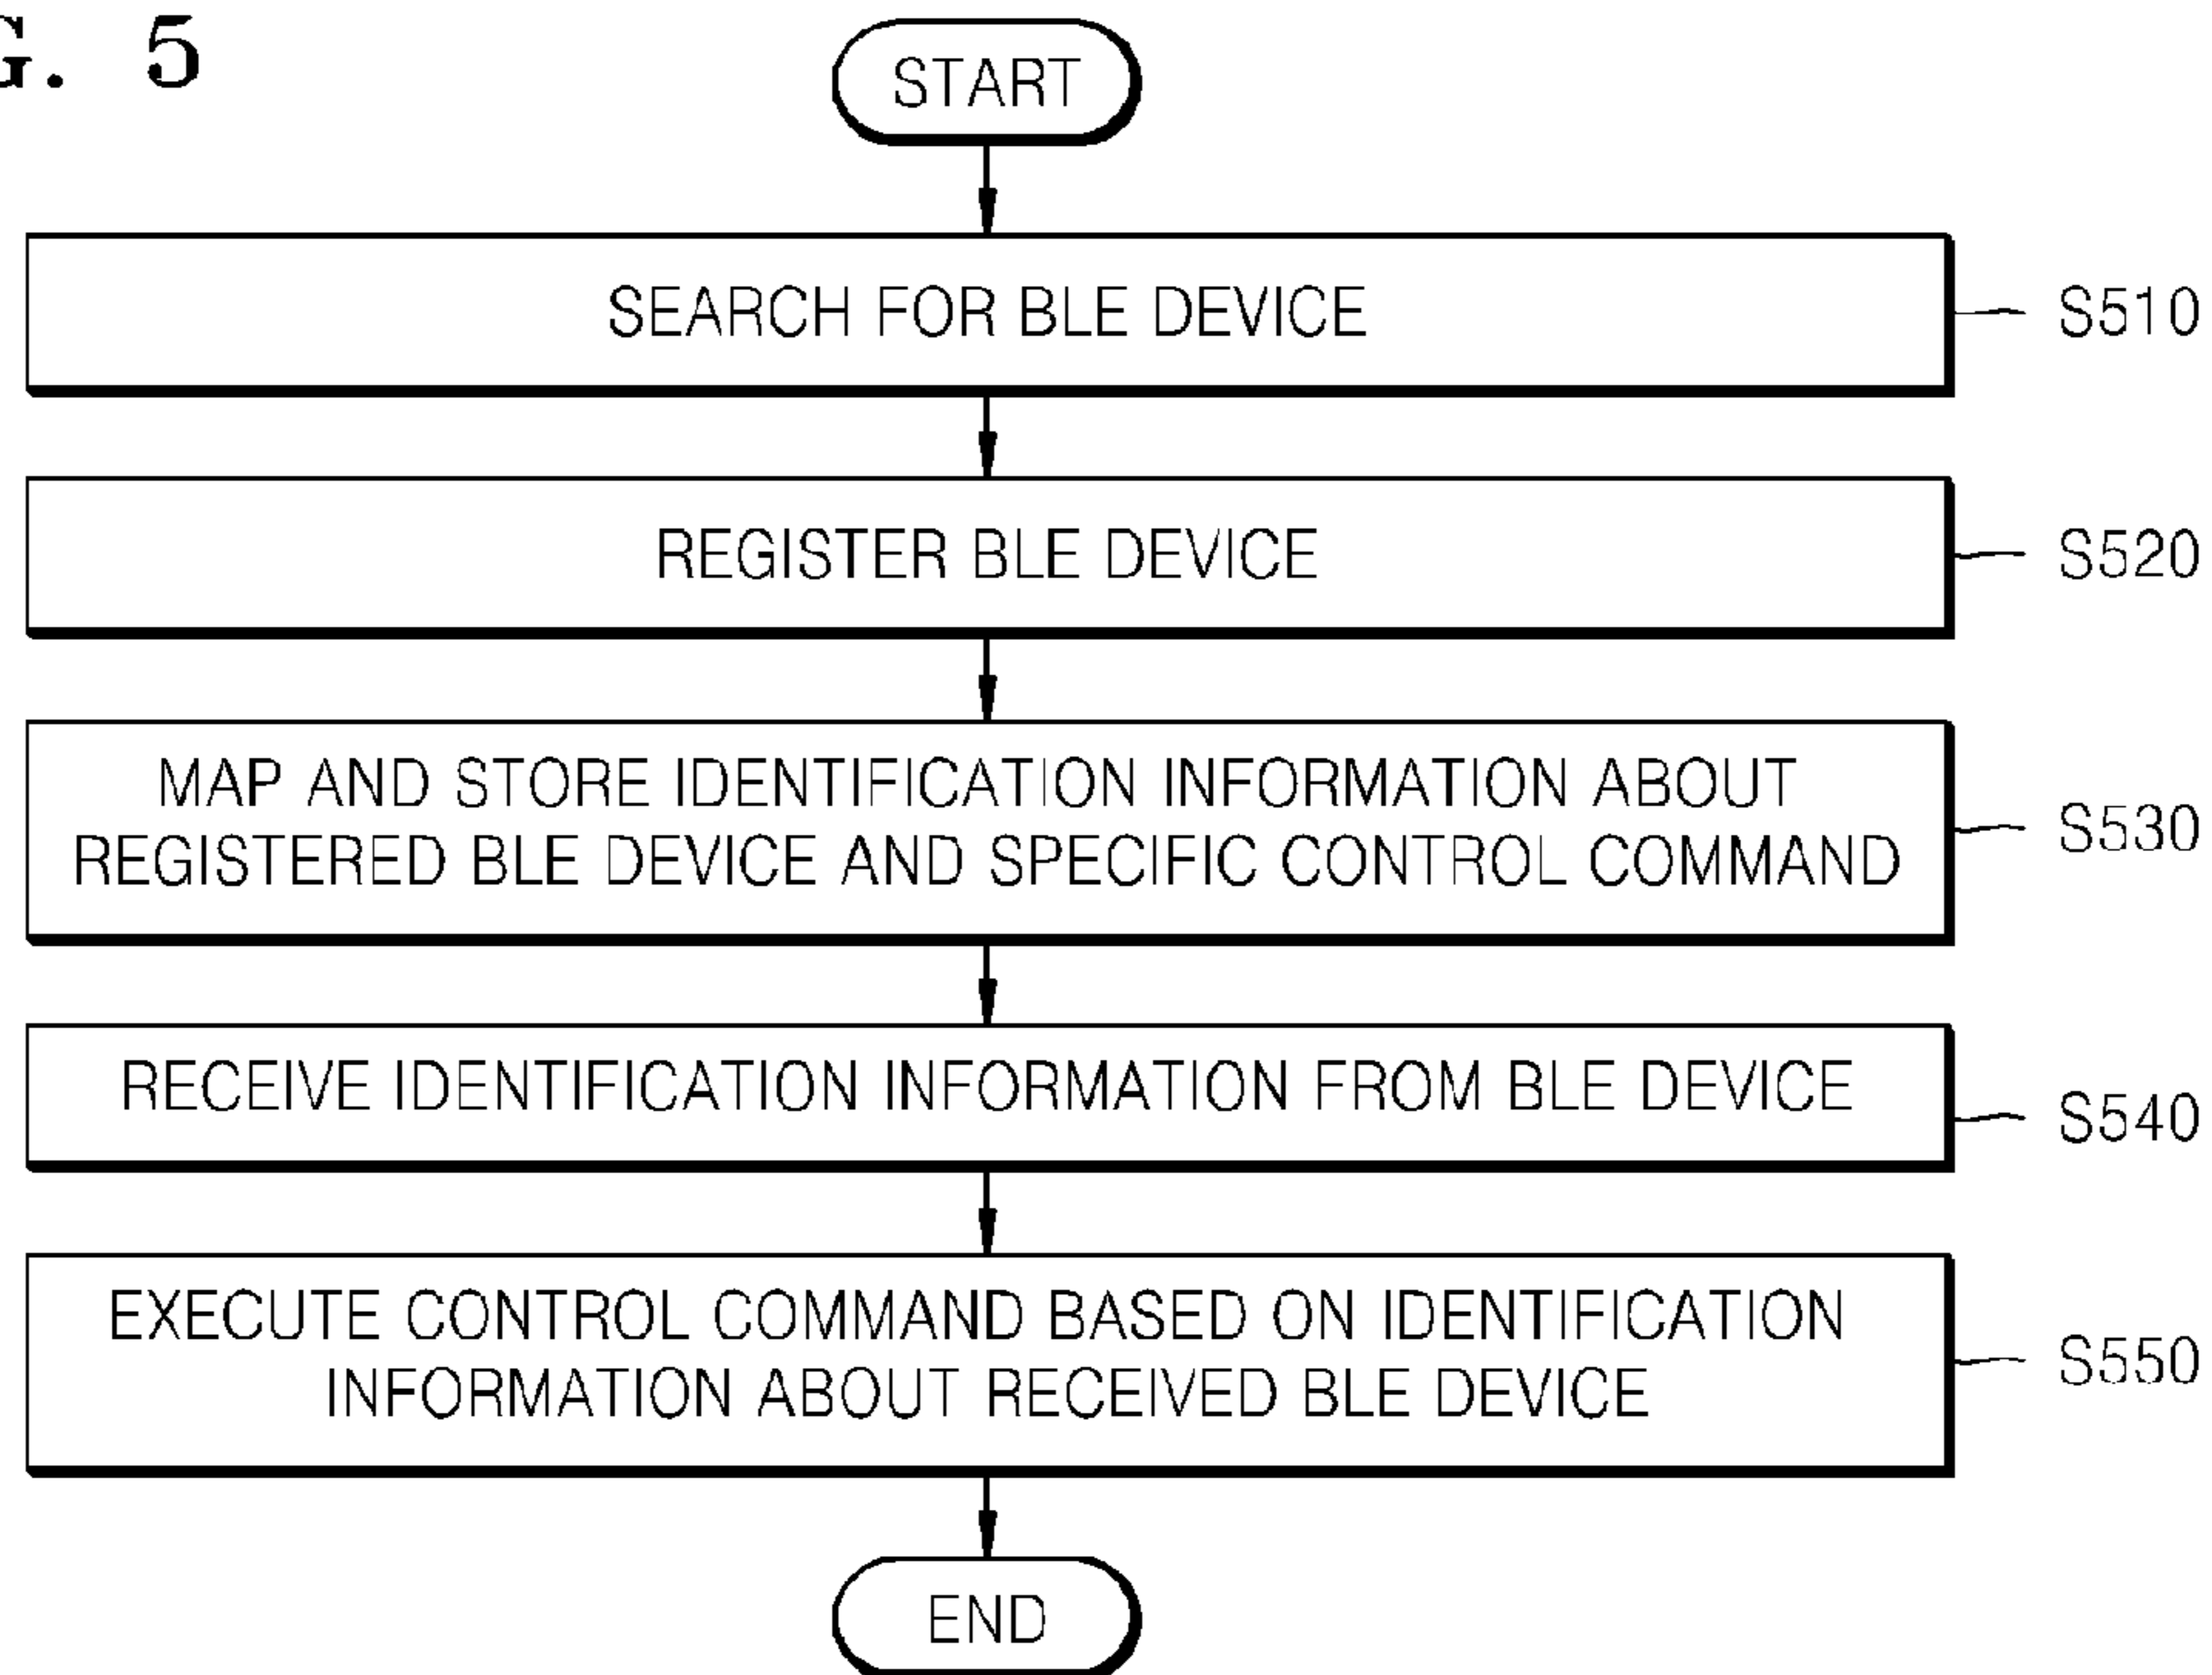 G. 5
START
SEARCH FOR BLE DEVICE
S510
REGISTER BLE DEVICE
S520
MAP AND STORE IDENTIFICATION INFORMATION ABOUT
REGISTERED BLE DEVICE AND SPECIFIC CONTROL COMMAND
S530
RECEIVE IDENTIFICATION INFORMATION FROM BLE DEVICE
S540
EXECUTE CONTROL COMMAND BASED ON IDENTIFICATION
INFORMATION ABOUT RECEIVED BLE DEVICE
S550
END